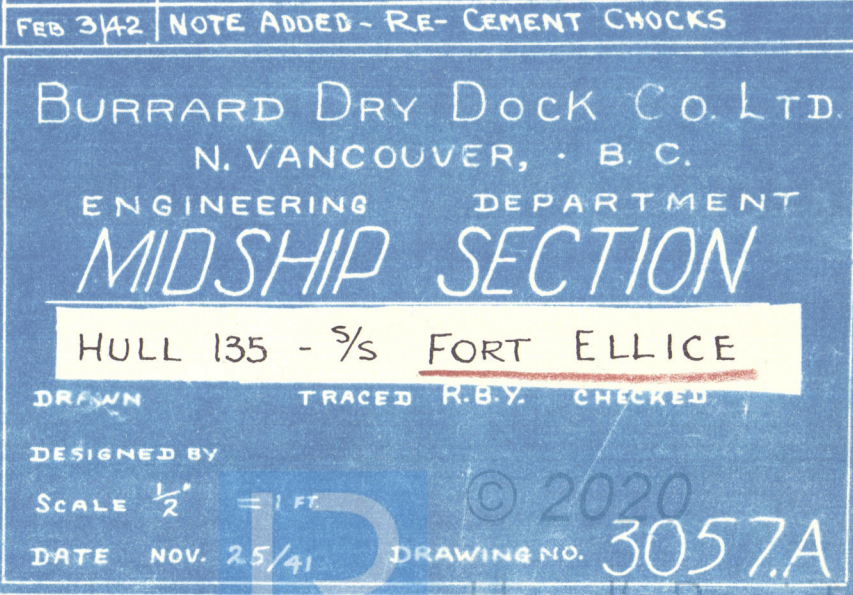 FEB 3/42 NOTE ADDED - RE- CEMENT CHOCKS
BURRARD DRY DOCK CO. LTD.
N. VANCOUVER, · B. C.
ENGINEERING DEPARTMENT
MIDSHIP SECTION
HULL 135 - S/S FORT ELLICE
DRAWN TRACED R.B.Y. CHECKED
DESIGNED BY
SCALE 1/2" = 1 FT.
© 2020
DATE NOV. 25/41 DRAWING NO. 3057.A